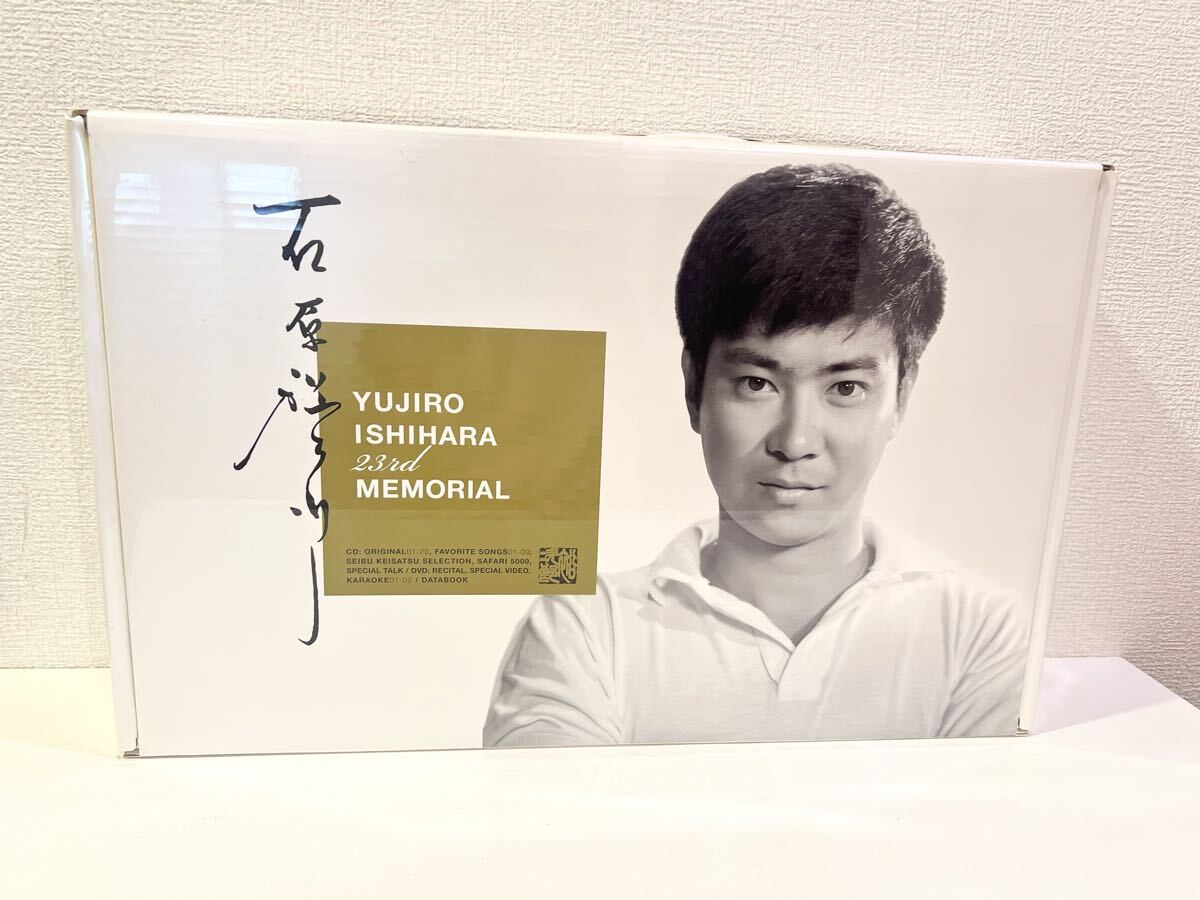 石原裕次郎
YUJIRO
ISHIHARA
23rd
MEMORIAL
CD: ORIGINAL01-20, FAVORITE SONGS01-09,
SEIBU KEISATSU SELECTION, SAFARI 5000,
SPECIAL TALK / DVD: RECITAL, SPECIAL VIDEO,
KARAOKE01-02 / DATABOOK